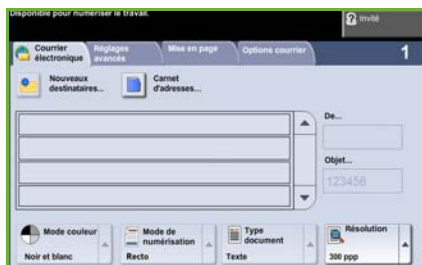 Disponible pour numériser le travail.
Invité
Courrier électronique
Réglages avancés
Mise en page
Options courrier
1
Nouveaux destinataires...
Carnet d'adresses...
De...
Objet...
123456
Mode couleur
Noir et blanc
Mode de numérisation
Recto
Type document
Texte
Résolution
300 ppp